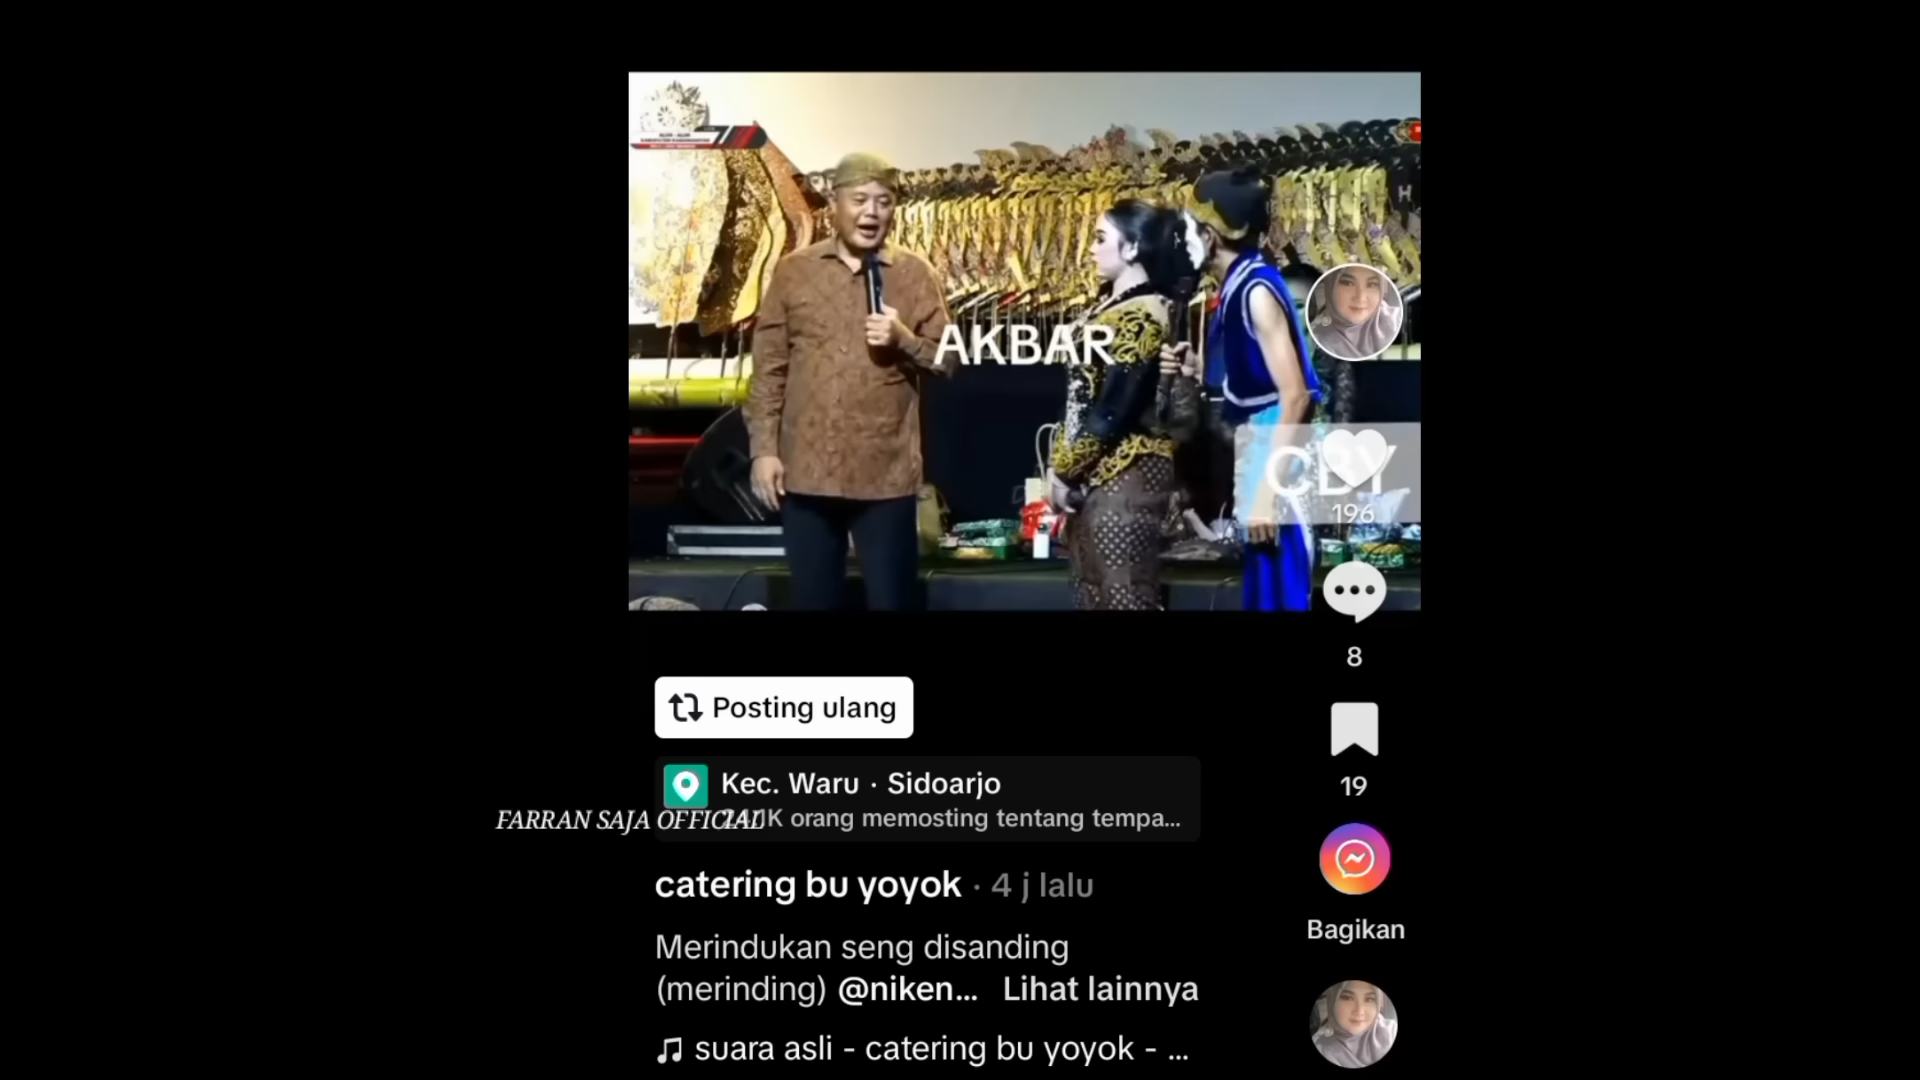 AKBAR
CBY
196
8
Posting ulang
19
Kec. Waru · Sidoarjo
orang memosting tentang tempa...
FARRAN SAJA OFFICIAL
catering bu yoyok · 4 j lalu
Bagikan
Merindukan seng disanding
(merinding) @niken... Lihat lainnya
suara asli - catering bu yoyok - ...